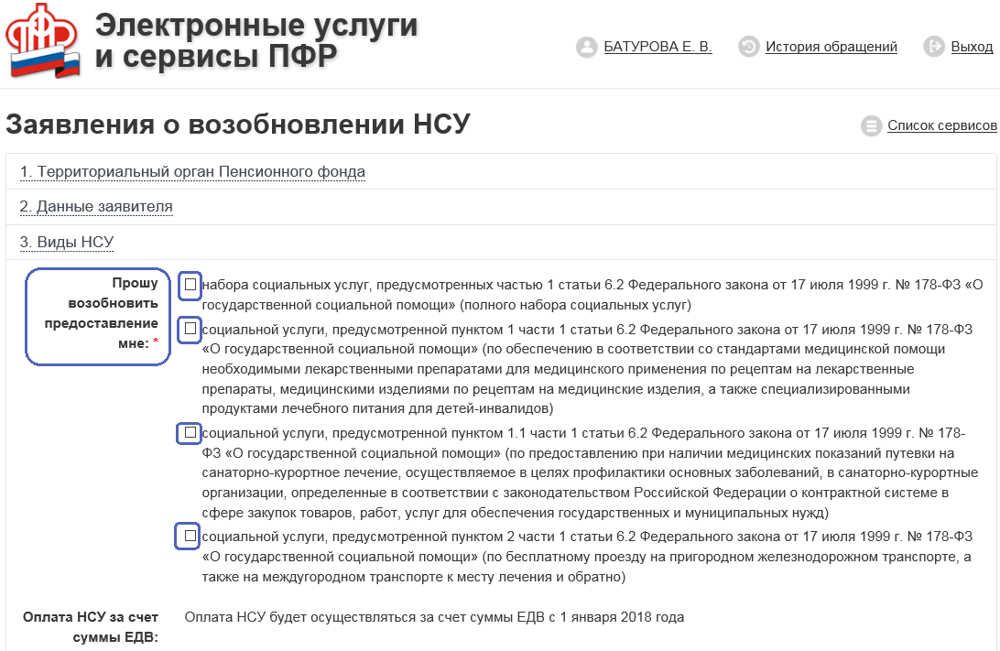 Электронные услуги
и сервисы ПФР
БАТУРОВА Е. В.
История обращений
Выход
Заявления о возобновлении НСУ
Список сервисов
1. Территориальный орган Пенсионного фонда
2. Данные заявителя
3. Виды НСУ
Прошу
возобновить
предоставление
мне: *
набора социальных услуг, предусмотренных частью 1 статьи 6.2 Федерального закона от 17 июля 1999 г. № 178-ФЗ «О
государственной социальной помощи» (полного набора социальных услуг)
социальной услуги, предусмотренной пунктом 1 части 1 статьи 6.2 Федерального закона от 17 июля 1999 г. № 178-ФЗ
«О государственной социальной помощи» (по обеспечению в соответствии со стандартами медицинской помощи
необходимыми лекарственными препаратами для медицинского применения по рецептам на лекарственные
препараты, медицинскими изделиями по рецептам на медицинские изделия, а также специализированными
продуктами лечебного питания для детей-инвалидов)
социальной услуги, предусмотренной пунктом 1.1 части 1 статьи 6.2 Федерального закона от 17 июля 1999 г. № 178-
ФЗ «О государственной социальной помощи» (по предоставлению при наличии медицинских показаний путевки на
санаторно-курортное лечение, осуществляемое в целях профилактики основных заболеваний, в санаторно-курортные
организации, определенные в соответствии с законодательством Российской Федерации о контрактной системе в
сфере закупок товаров, работ, услуг для обеспечения государственных и муниципальных нужд)
социальной услуги, предусмотренной пунктом 2 части 1 статьи 6.2 Федерального закона от 17 июля 1999 г. № 178-ФЗ
«О государственной социальной помощи» (по бесплатному проезду на пригородном железнодорожном транспорте, а
также на междугородном транспорте к месту лечения и обратно)
Оплата НСУ за счет
суммы ЕДВ:
Оплата НСУ будет осуществляться за счет суммы ЕДВ с 1 января 2018 года